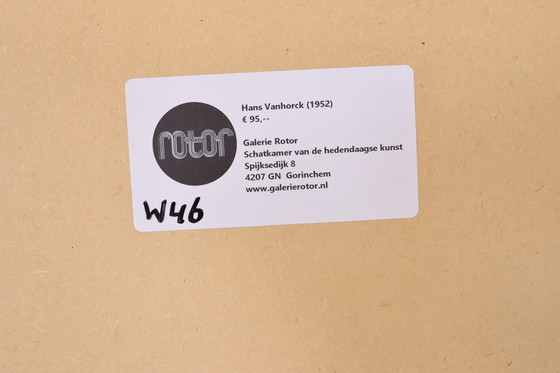 rotor
Hans Vanhorck (1952)
€ 95,--
Galerie Rotor
Schatkamer van de hedendaagse kunst
Spijksedijk 8
4207 GN Gorinchem
www.galerierotor.nl
W46